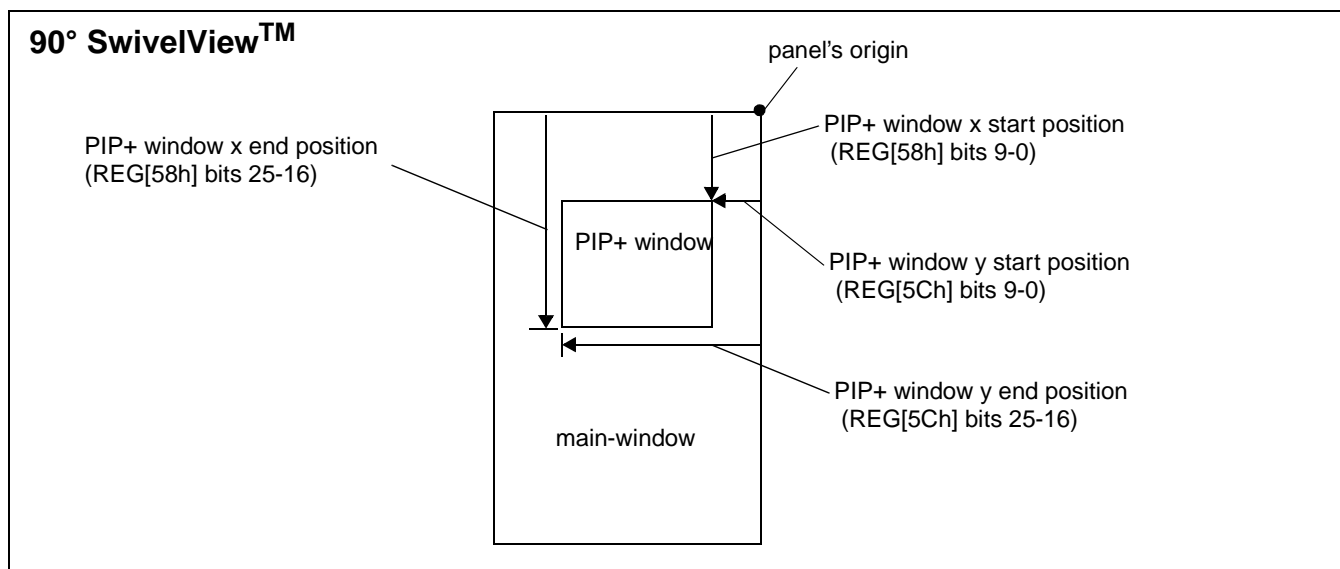 90° SwivelView™
panel's origin
PIP+ window x end position
(REG[58h] bits 25-16)
PIP+ window x start position
(REG[58h] bits 9-0)
PIP+ window
PIP+ window y start position
(REG[5Ch] bits 9-0)
PIP+ window y end position
(REG[5Ch] bits 25-16)
main-window